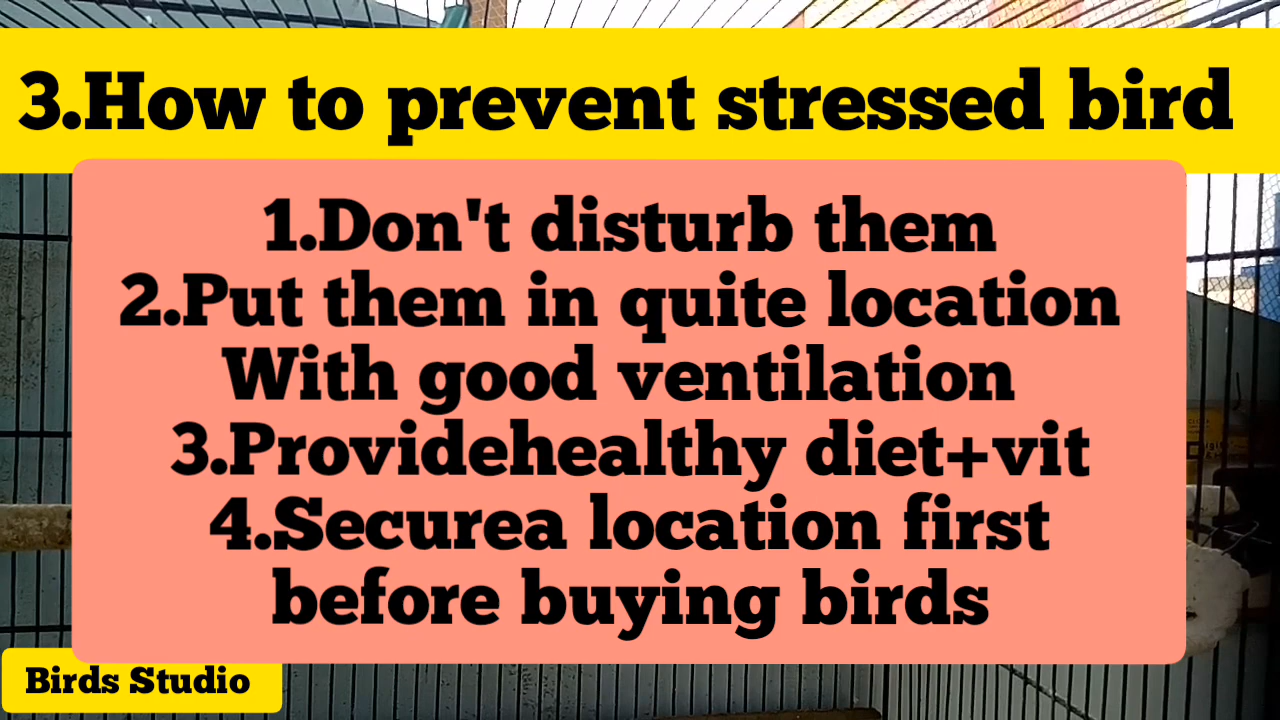 3.How to prevent stressed bird
1.Don't disturb them
2.Put them in quite location
With good ventilation
3.Providehealthy diet+vit
4.Securea location first
before buying birds
Birds Studio